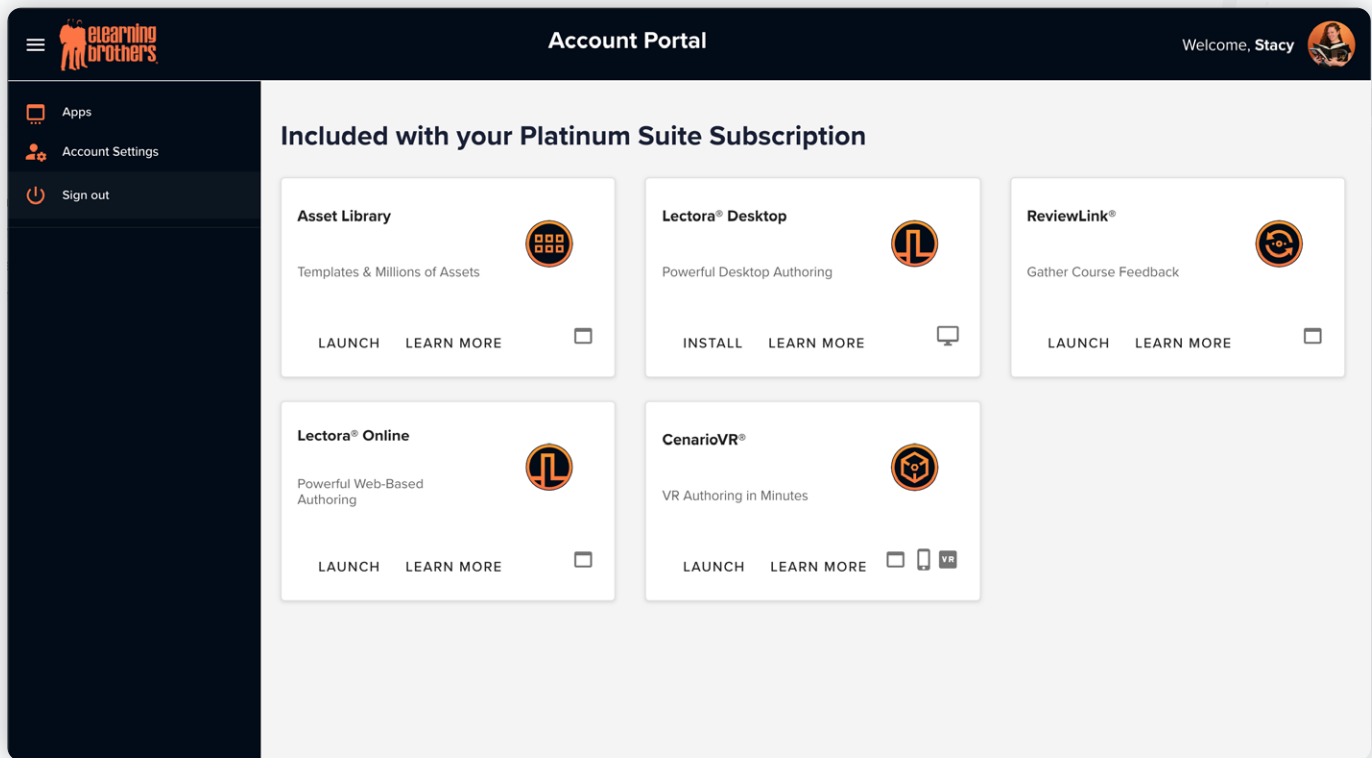 elearning
brothers
Account Portal
Welcome, Stacy
Apps
Account Settings
Sign out
Included with your Platinum Suite Subscription
Asset Library
Templates & Millions of Assets
LAUNCH LEARN MORE
Lectora® Desktop
Powerful Desktop Authoring
INSTALL LEARN MORE
ReviewLink®
Gather Course Feedback
LAUNCH LEARN MORE
Lectora® Online
Powerful Web-Based
Authoring
LAUNCH LEARN MORE
CenarioVR®
VR Authoring in Minutes
LAUNCH LEARN MORE
VR